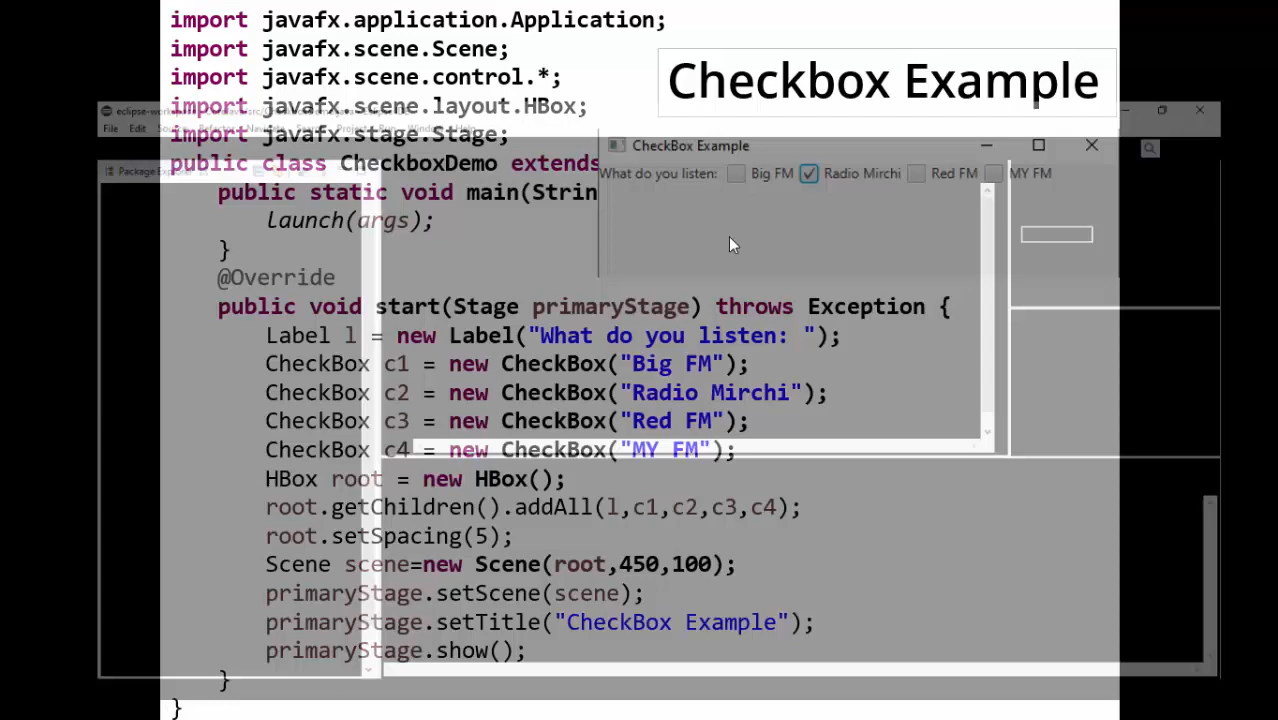 import javafx.application.Application;
import javafx.scene.Scene;
import javafx.scene.control.*;
Checkbox Example
import javafx.scene.layout.HBox;
import javafx.stage.Stage;
File Edit
public class CheckboxDemo extends
CheckBox Example
Package Explorer
What do you listen: Big FM Radio Mirchi Red FM MY FM
public static void main(Strin
launch(args);
}
@Override
public void start(Stage primaryStage) throws Exception {
Label l = new Label("What do you listen: ");
CheckBox c1 = new CheckBox("Big FM");
CheckBox c2 = new CheckBox("Radio Mirchi");
CheckBox c3 = new CheckBox("Red FM");
CheckBox c4 = new CheckBox("MY FM");
HBox root = new HBox();
root.getChildren().addAll(l,c1,c2,c3,c4);
root.setSpacing(5);
Scene scene=new Scene(root,450,100);
primaryStage.setScene(scene);
primaryStage.setTitle("CheckBox Example");
primaryStage.show();
}
}